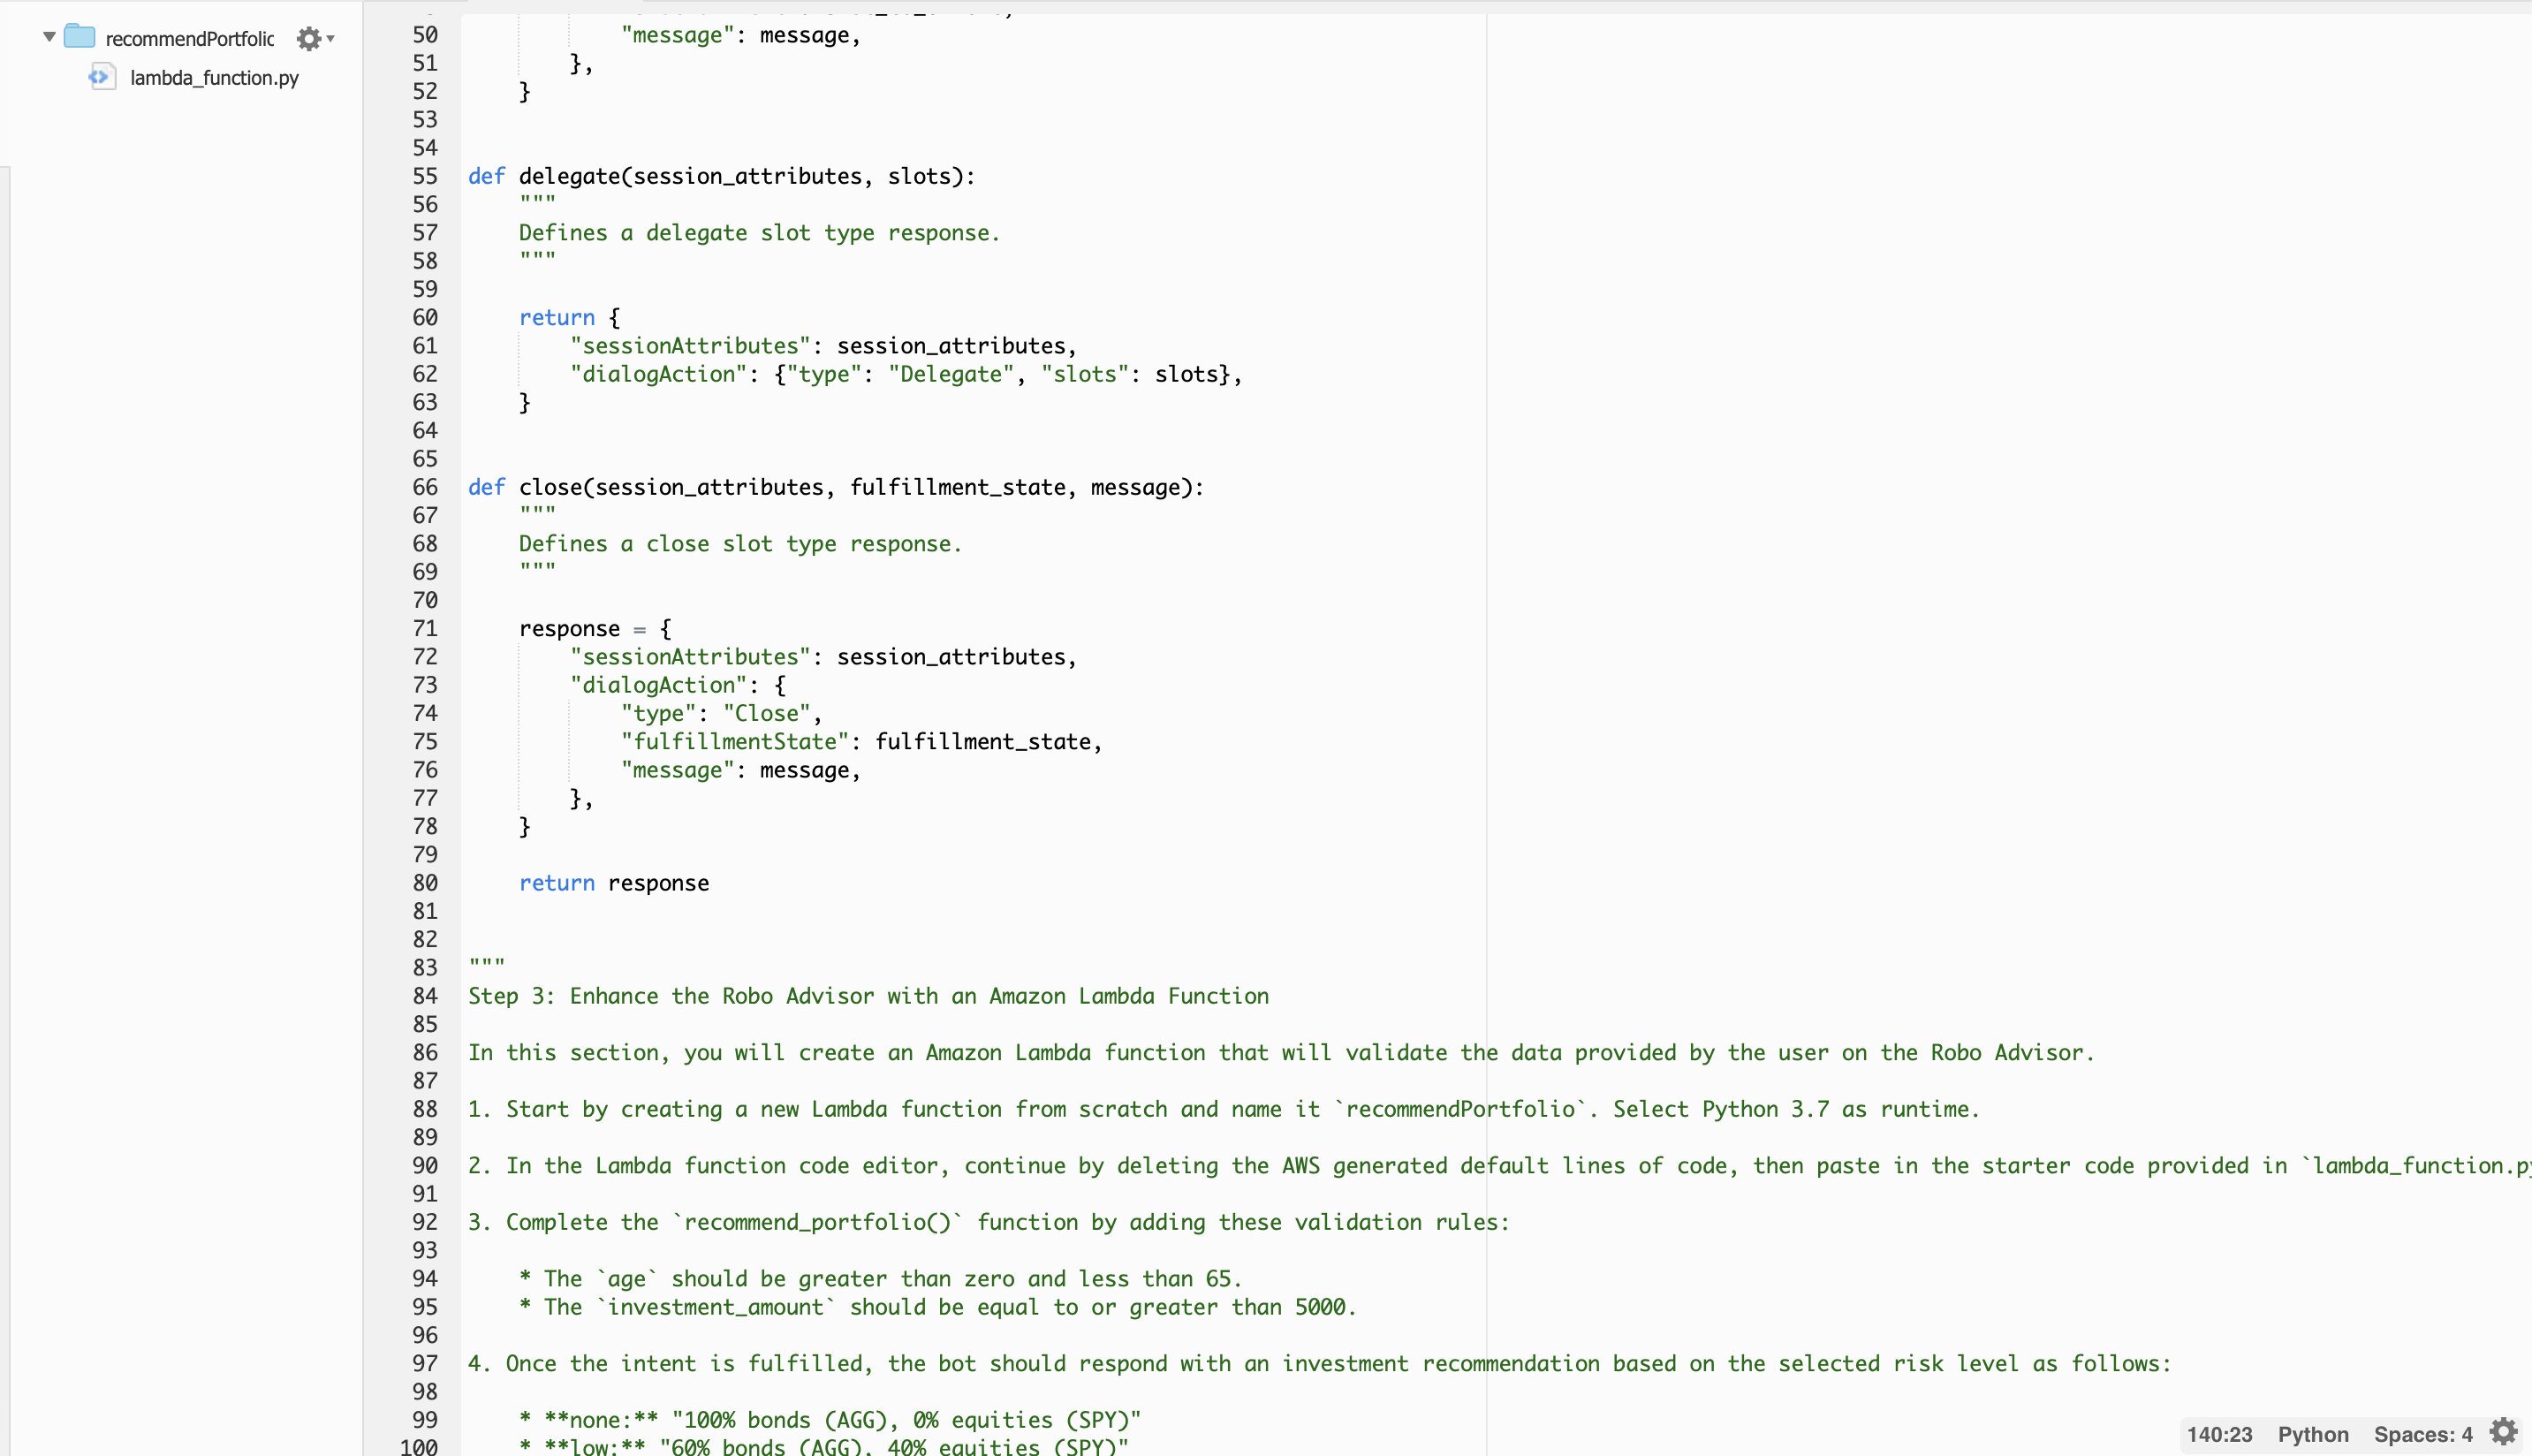 recommendPortfolio
lambda_function.py
50 "message": message,
51 },
52 }
53
54
55 def delegate(session_attributes, slots):
56 """
57 Defines a delegate slot type response.
58 """
59
60 return {
61 "sessionAttributes": session_attributes,
62 "dialogAction": {"type": "Delegate", "slots": slots},
63 }
64
65
66 def close(session_attributes, fulfillment_state, message):
67 """
68 Defines a close slot type response.
69 """
70
71 response = {
72 "sessionAttributes": session_attributes,
73 "dialogAction": {
74 "type": "Close",
75 "fulfillmentState": fulfillment_state,
76 "message": message,
77 },
78 }
79
80 return response
81
82
83 """
84 Step 3: Enhance the Robo Advisor with an Amazon Lambda Function
85
86 In this section, you will create an Amazon Lambda function that will validate the data provided by the user on the Robo Advisor.
87
88 1. Start by creating a new Lambda function from scratch and name it `recommendPortfolio`. Select Python 3.7 as runtime.
89
90 2. In the Lambda function code editor, continue by deleting the AWS generated default lines of code, then paste in the starter code provided in `lambda_function.py
91
92 3. Complete the `recommend_portfolio()` function by adding these validation rules:
93
94 * The `age` should be greater than zero and less than 65.
95 * The `investment_amount` should be equal to or greater than 5000.
96
97 4. Once the intent is fulfilled, the bot should respond with an investment recommendation based on the selected risk level as follows:
98
99 * **none:** "100% bonds (AGG), 0% equities (SPY)"
100 * **low:** "60% bonds (AGG), 40% equities (SPY)"
140:23 Python Spaces: 4